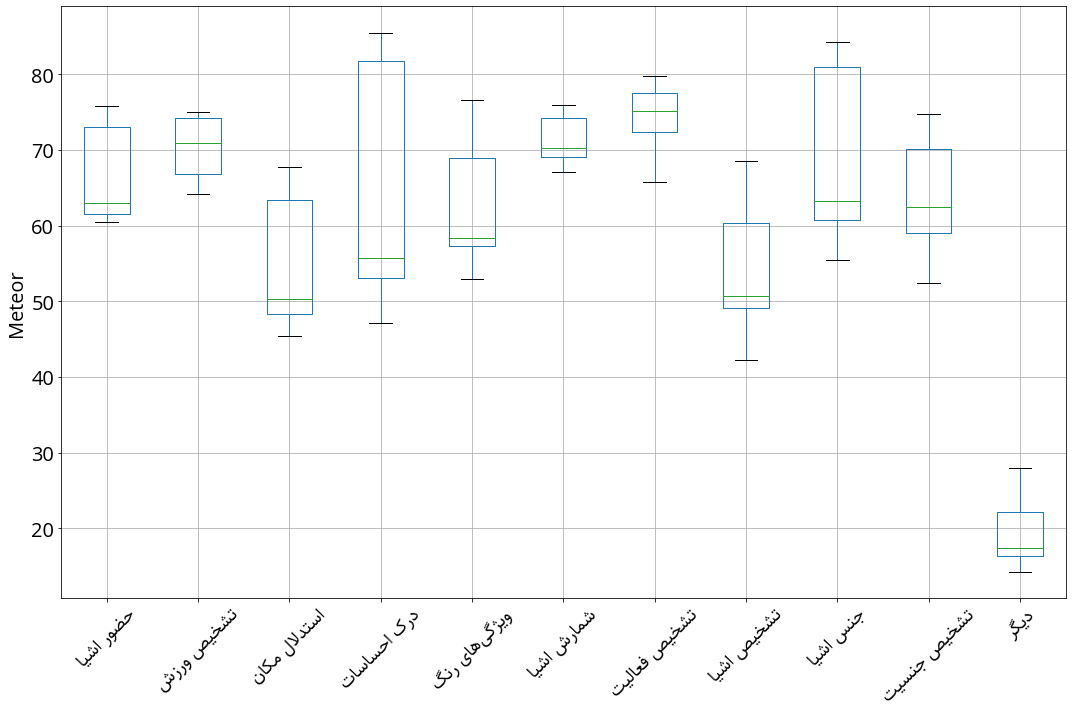 80
70
60
50
40
30
20
Meteor
حضور اشیا
تشخیص ورزش
استدلال مکان
درک احساسات
ویژگی‌های رنگ
شمارش اشیا
تشخیص فعالیت
تشخیص اشیا
جنس اشیا
تشخیص جنسیت
دیگر